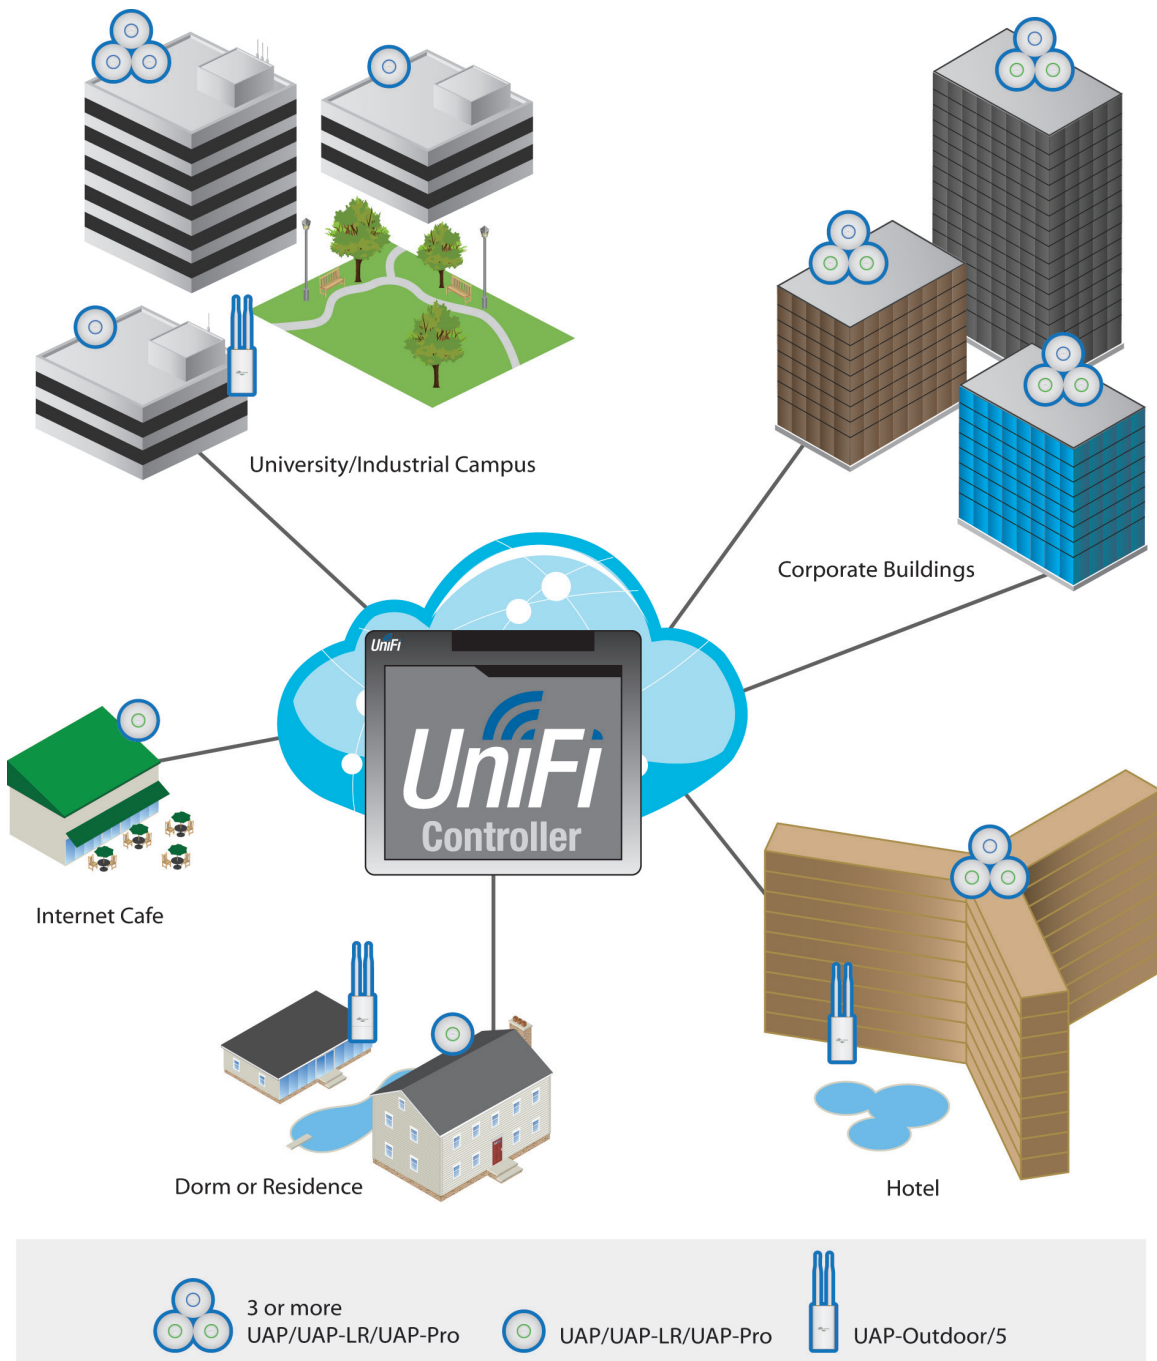 University/Industrial Campus
Corporate Buildings
UniFi
UniFi
Controller
Internet Cafe
Dorm or Residence
Hotel
3 or more
UAP/UAP-LR/UAP-Pro
UAP/UAP-LR/UAP-Pro
UAP-Outdoor/5